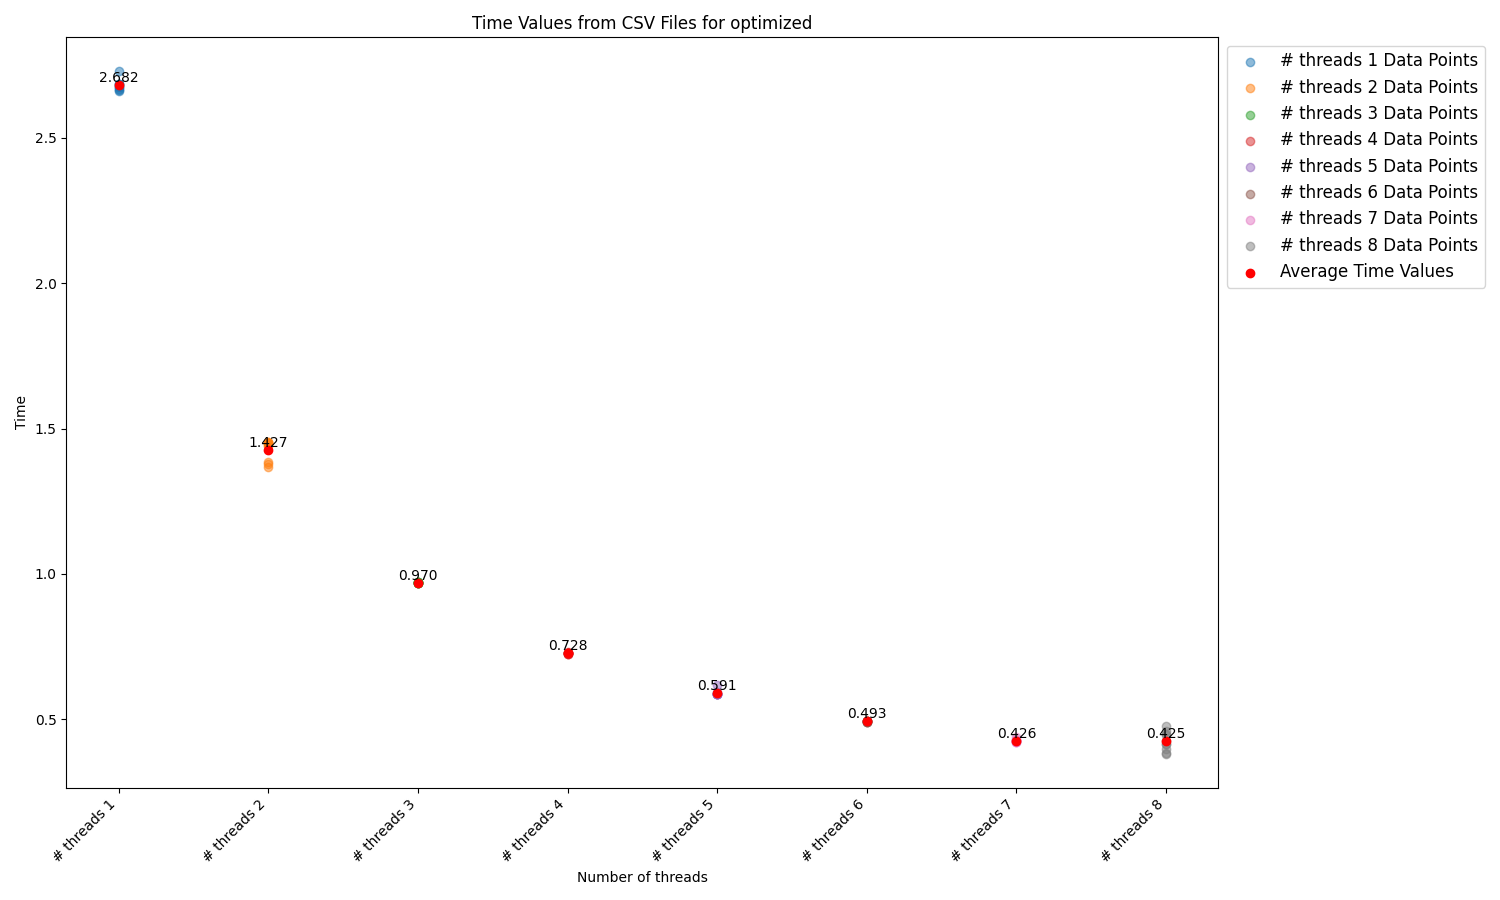 Time Values from CSV Files for optimized
# threads 1 Data Points
# threads 2 Data Points
# threads 3 Data Points
# threads 4 Data Points
# threads 5 Data Points
# threads 6 Data Points
# threads 7 Data Points
# threads 8 Data Points
Average Time Values
Time
2.5
2.0
1.5
1.0
0.5
2.682
1.427
0.970
0.728
0.591
0.493
0.426
0.425
# threads 1
# threads 2
# threads 3
# threads 4
# threads 5
# threads 6
# threads 7
# threads 8
Number of threads